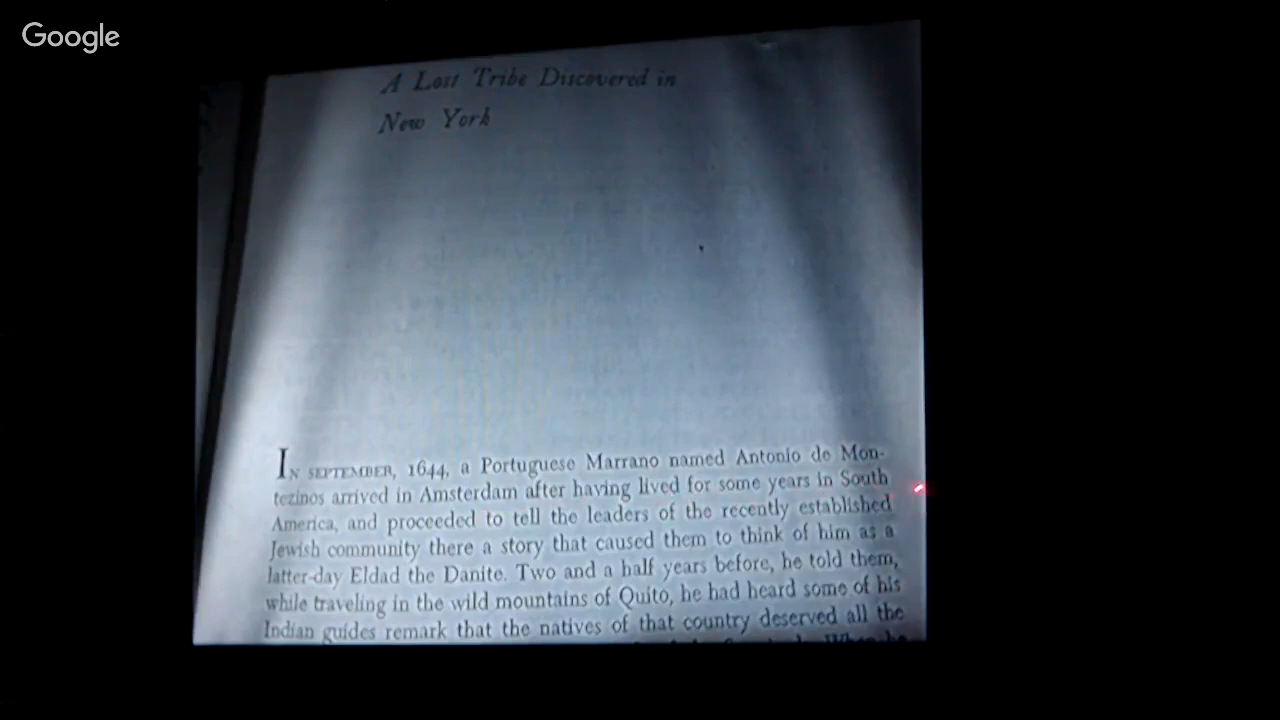 Google
A Lost Tribe Discovered in
New York
IN SEPTEMBER, 1644, a Portuguese Marrano named Antonio de Mon-
tezinos arrived in Amsterdam after having lived for some years in South
America, and proceeded to tell the leaders of the recently established
Jewish community there a story that caused them to think of him as a
latter-day Eldad the Danite. Two and a half years before, he told them,
while traveling in the wild mountains of Quito, he had heard some of his
Indian guides remark that the natives of that country deserved all the
When he